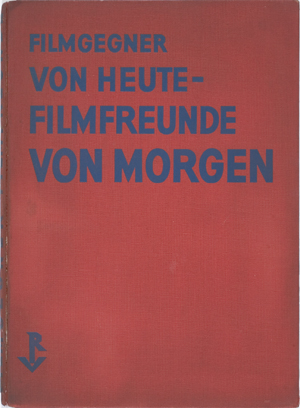 FILMGEGNER
VON HEUTE-
FILMFREUNDE
VON MORGEN
R